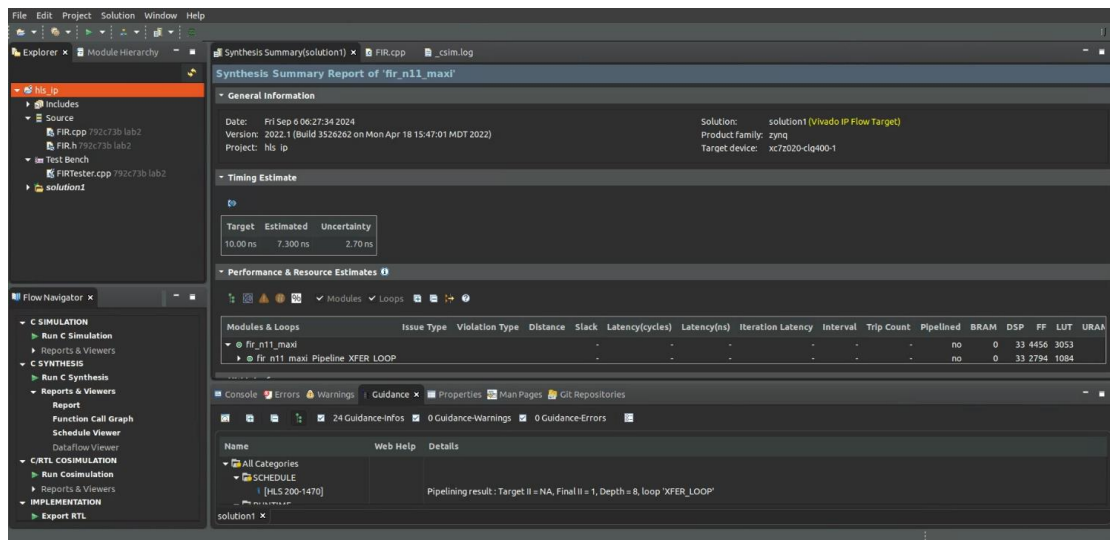 File Edit Project Solution Window Help
Explorer Module Hierarchy
hls_ip
Includes
Source
FIR.cpp 792c73b lab2
FIR.h 792c73b lab2
Test Bench
FIRTester.cpp 792c73b lab2
solution1
Flow Navigator
C SIMULATION
Run C Simulation
Reports & Viewers
C SYNTHESIS
Run C Synthesis
Reports & Viewers
Report
Function Call Graph
Schedule Viewer
Dataflow Viewer
C/RTL COSIMULATION
Run Cosimulation
Reports & Viewers
IMPLEMENTATION
Export RTL
Synthesis Summary(solution1) FIR.cpp _csim.log
Synthesis Summary Report of 'fir_n11_maxi'
General Information
Date: Fri Sep 6 06:27:34 2024
Version: 2022.1 (Build 3526262 on Mon Apr 18 15:47:01 MDT 2022)
Project: hls_ip
Solution: solution1 (Vivado IP Flow Target)
Product family: zynq
Target device: xc7z020-clg400-1
Timing Estimate
Target Estimated Uncertainty
10.00 ns 7.300 ns 2.70 ns
Performance & Resource Estimates
Modules Loops
Modules & Loops Issue Type Violation Type Distance Slack Latency(cycles) Latency(ns) Iteration Latency Interval Trip Count Pipelined BRAM DSP FF LUT URAM
fir_n11_maxi - - - - - - - no 0 33 4456 3053
fir_n11_maxi_Pipeline_XFER_LOOP - - - - - - - no 0 33 2794 1084
Console Errors Warnings Guidance Properties Man Pages Git Repositories
24 Guidance-Infos 0 Guidance-Warnings 0 Guidance-Errors
Name Web Help Details
All Categories
SCHEDULE
[HLS 200-1470] Pipelining result : Target II = NA, Final II = 1, Depth = 8, loop 'XFER_LOOP'
solution1